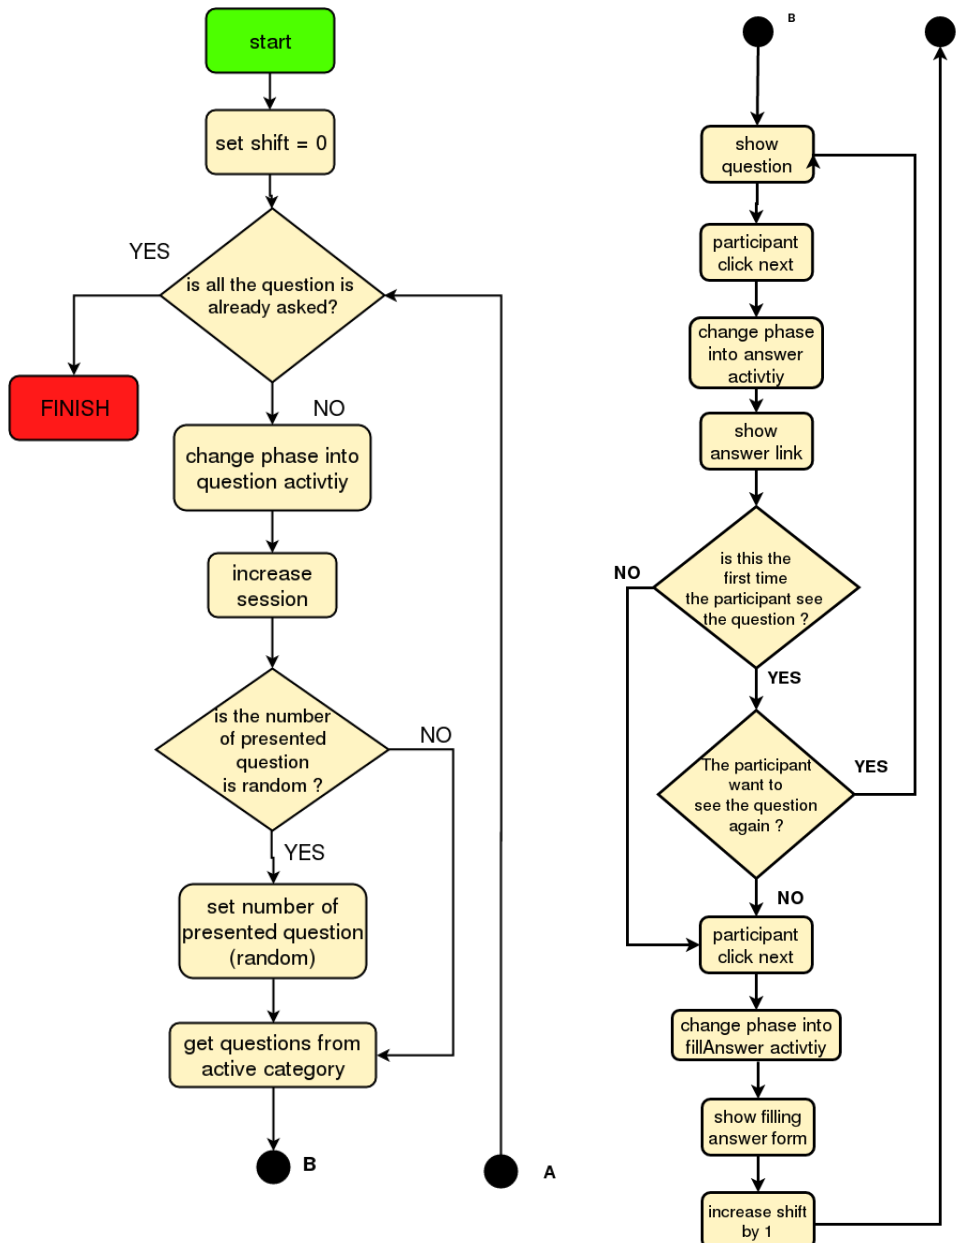 start
set shift = 0
YES
is all the question is
already asked?
FINISH
NO
change phase into
question activtiy
increase
session
is the number
of presented
question
is random ?
NO
YES
set number of
presented question
(random)
get questions from
active category
B
A
B
show
question
participant
click next
change phase
into answer
activtiy
show
answer link
is this the
first time
the participant see
the question ?
NO
YES
The participant
want to
see the question
again ?
YES
NO
participant
click next
change phase into
fillAnswer activtiy
show filling
answer form
increase shift
by 1